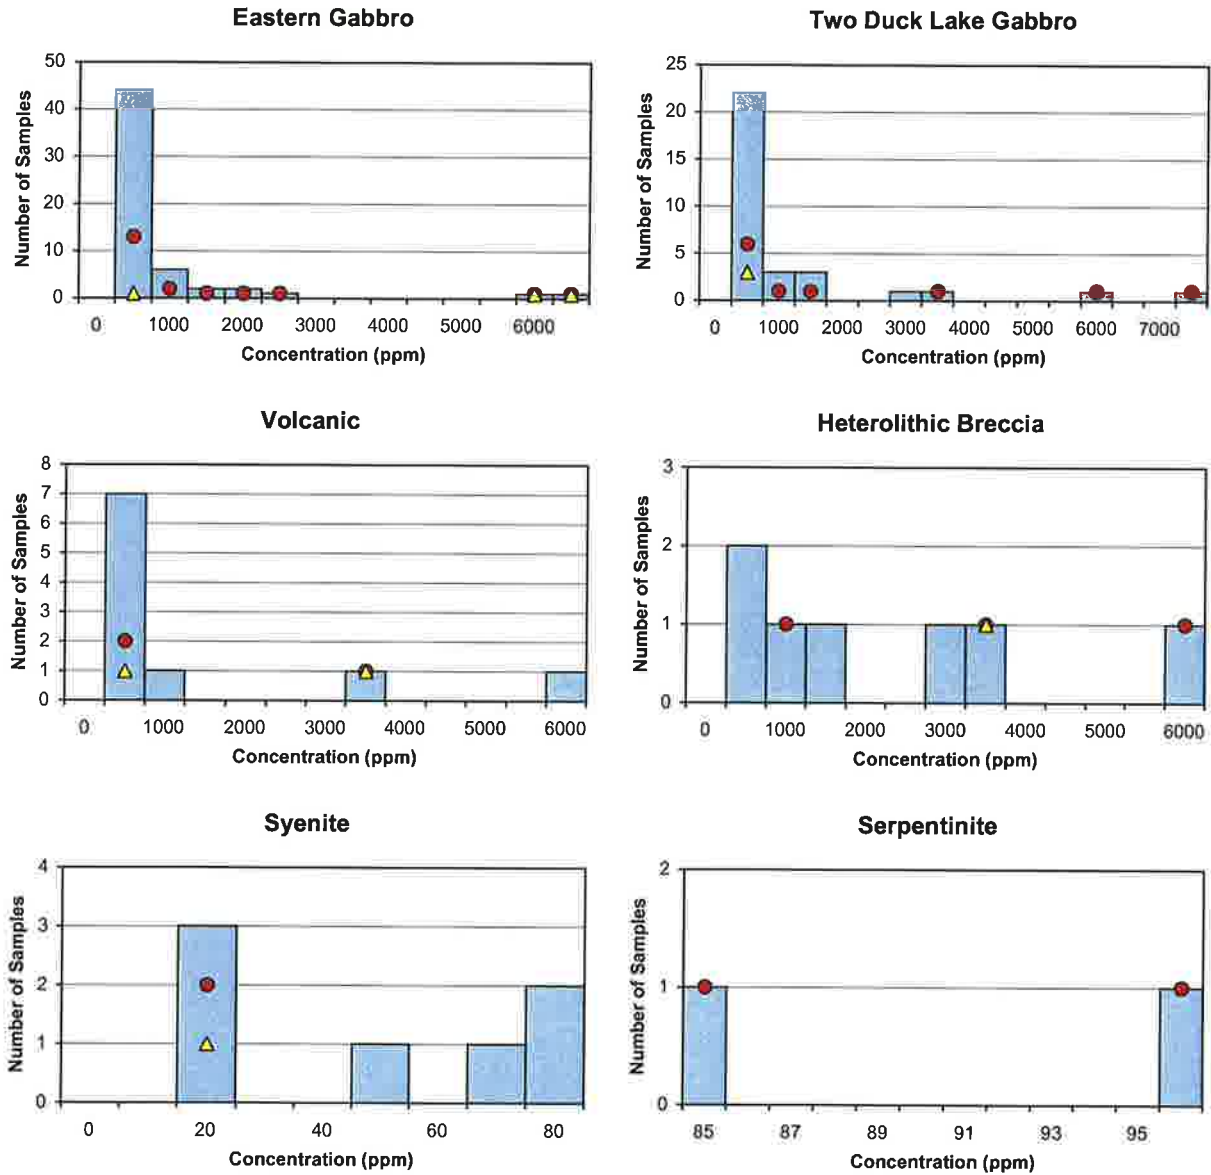 Eastern Gabbro
Number of Samples
50
40
30
20
10
0
0 1000 2000 3000 4000 5000 6000
Concentration (ppm)
Two Duck Lake Gabbro
Number of Samples
25
20
15
10
5
0
0 1000 2000 3000 4000 5000 6000 7000
Concentration (ppm)
Volcanic
Number of Samples
8
7
6
5
4
3
2
1
0
0 1000 2000 3000 4000 5000 6000
Concentration (ppm)
Heterolithic Breccia
Number of Samples
3
2
1
0
0 1000 2000 3000 4000 5000 6000
Concentration (ppm)
Syenite
Number of Samples
4
3
2
1
0
0 20 40 60 80
Concentration (ppm)
Serpentinite
Number of Samples
2
1
0
85 87 89 91 93 95
Concentration (ppm)